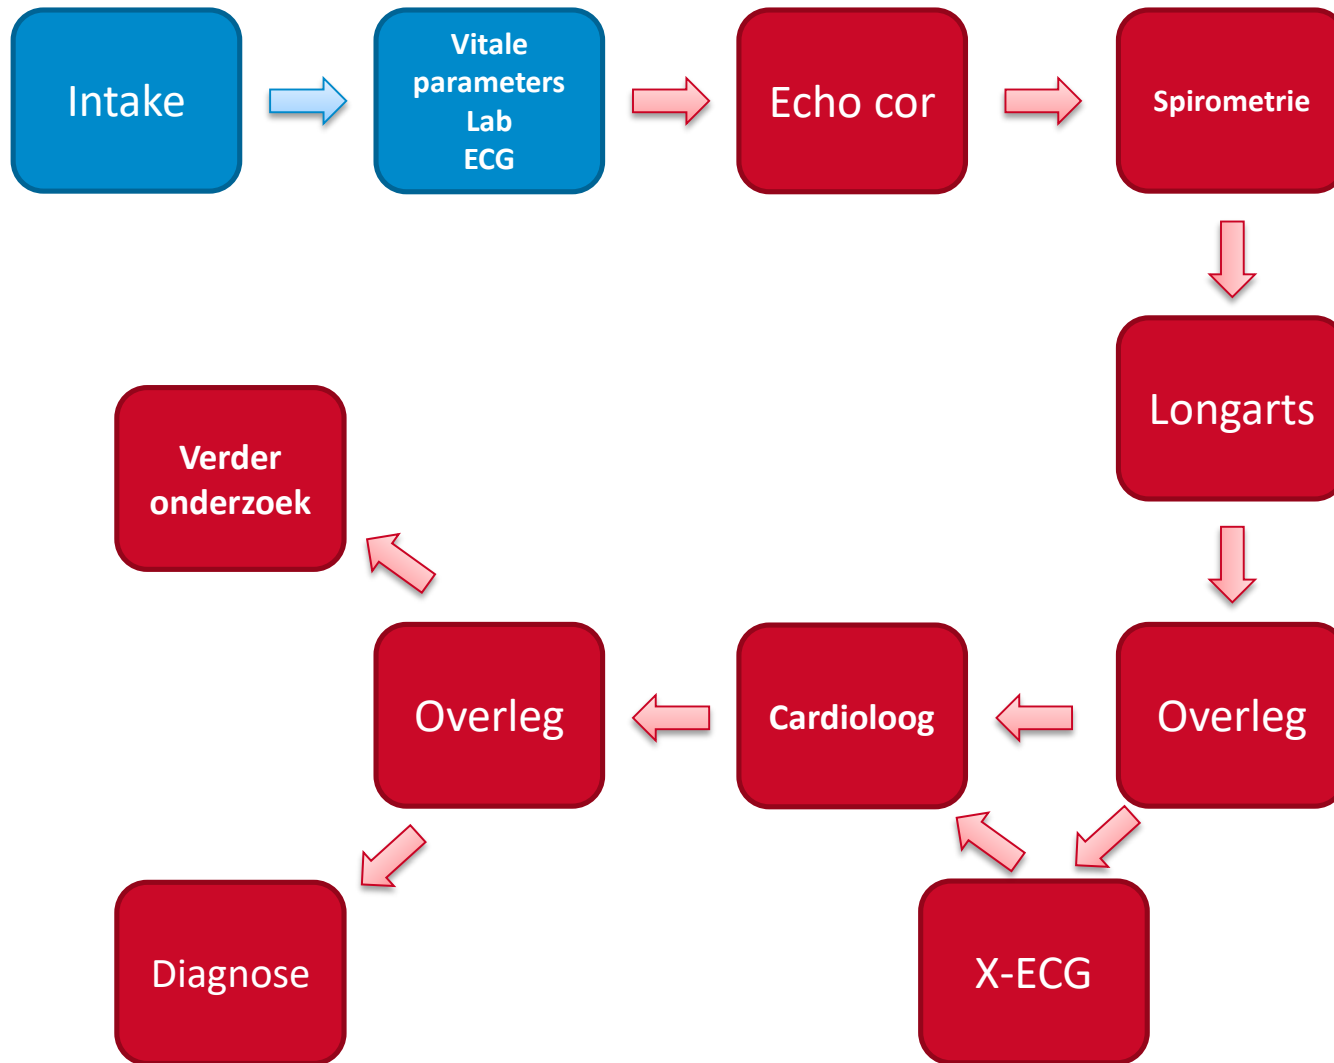 Intake
Vitale
parameters
Lab
ECG
Echo cor
Spirometrie
Longarts
Overleg
Cardioloog
X-ECG
Overleg
Verder
onderzoek
Diagnose